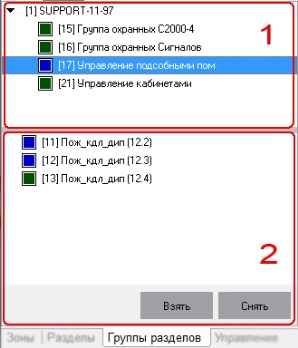 [1] SUPPORT-11-97
[15] Группа охранных С2000-4
[16] Группа охранных Сигналов
[17] Управление подсобными пом
[21] Управление кабинетами
1
[11] Пож_кдл_дип (12.2)
[12] Пож_кдл_дип (12.3)
[13] Пож_кдл_дип (12.4)
2
Взять Снять
Зоны Разделы Группы разделов Управление